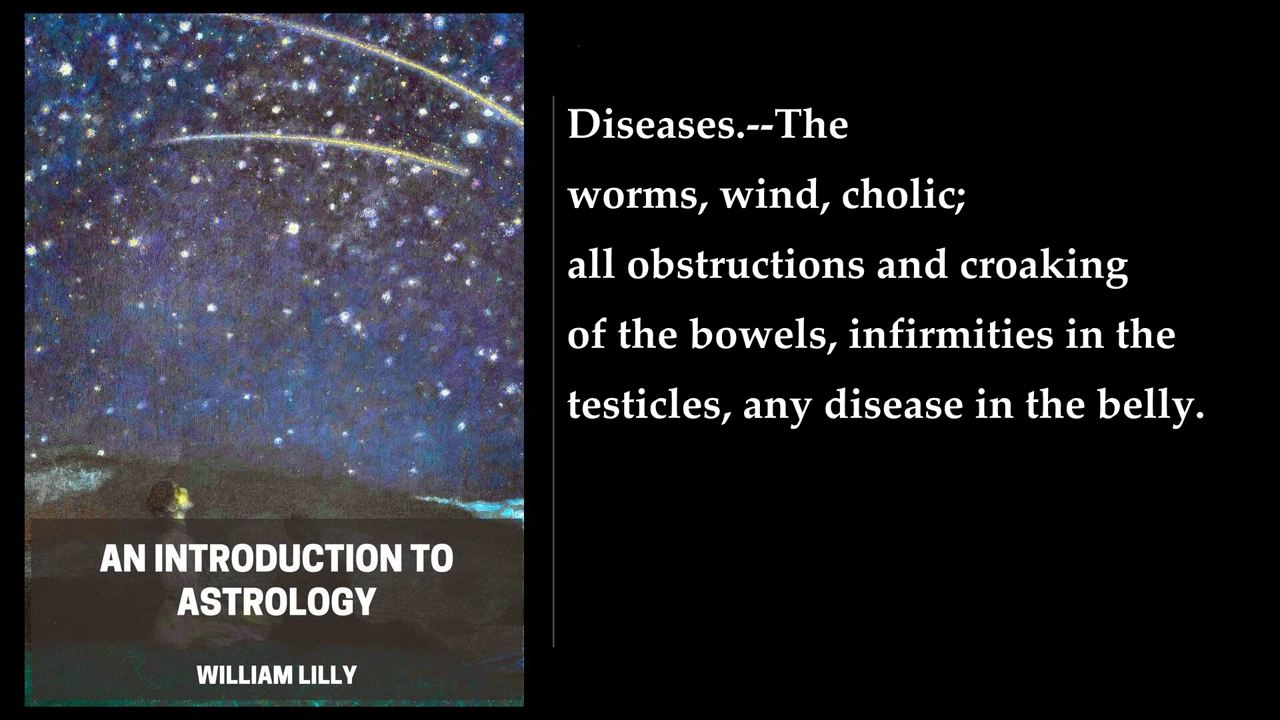 Diseases.--The
worms, wind, cholic;
all obstructions and croaking
of the bowels, infirmities in the
testicles, any disease in the belly.
AN INTRODUCTION TO
ASTROLOGY
WILLIAM LILLY